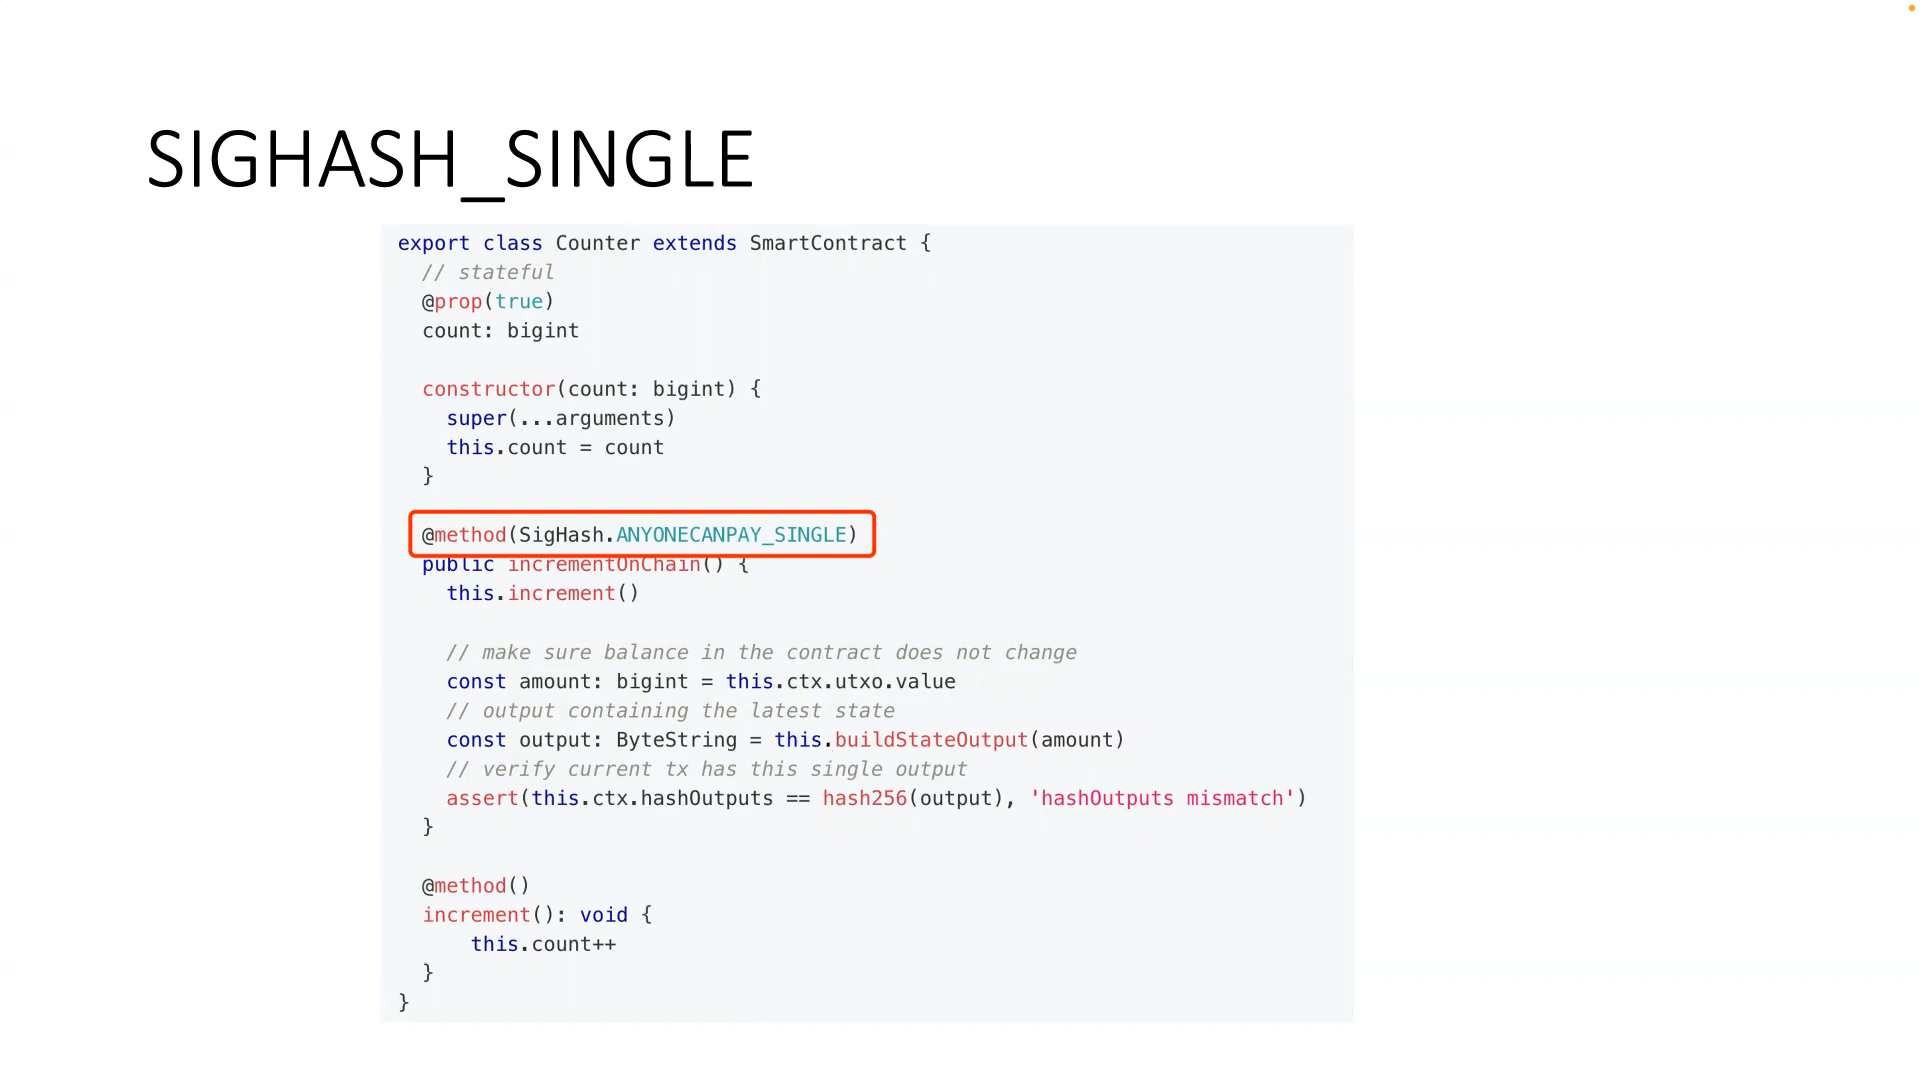 SIGHASH_SINGLE
export class Counter extends SmartContract {
// stateful
@prop(true)
count: bigint
constructor(count: bigint) {
super(...arguments)
this.count = count
}
@method(SigHash.ANYONECANPAY_SINGLE)
public incrementOnChain() {
this.increment()
// make sure balance in the contract does not change
const amount: bigint = this.ctx.utxo.value
// output containing the latest state
const output: ByteString = this.buildStateOutput(amount)
// verify current tx has this single output
assert(this.ctx.hashOutputs == hash256(output), 'hashOutputs mismatch')
}
@method()
increment(): void {
this.count++
}
}